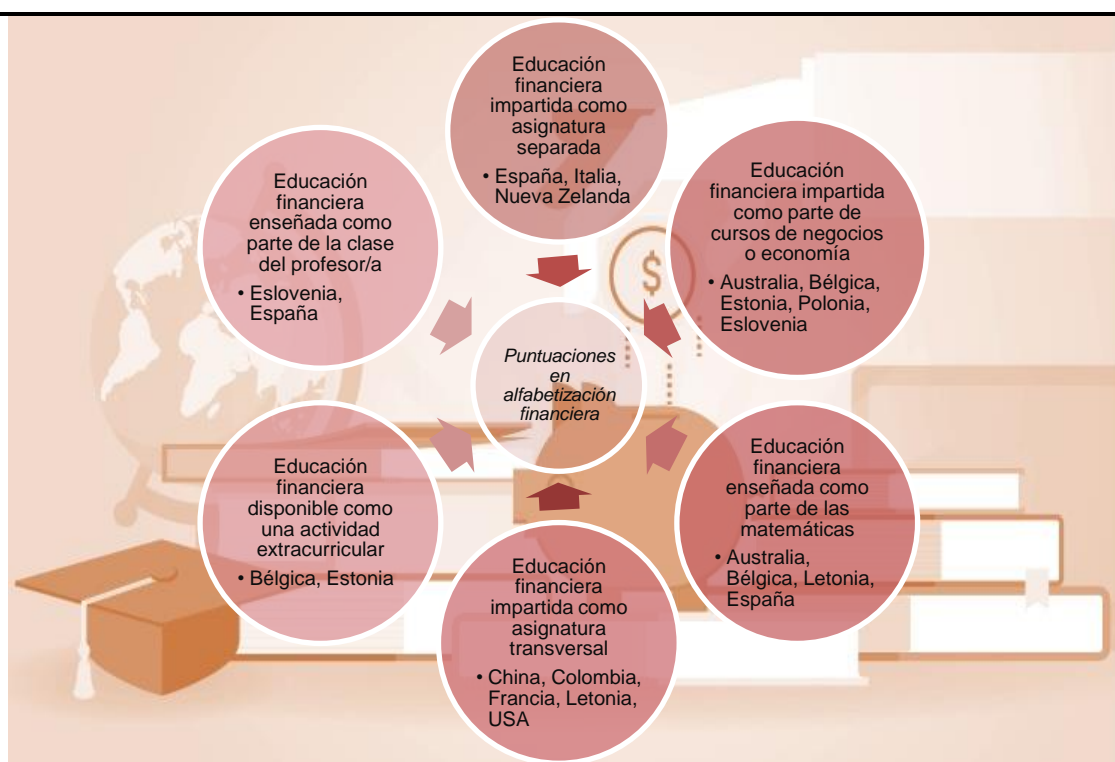 Educación
financiera
impartida como
asignatura
separada
• España, Italia,
Nueva Zelanda
Educación
financiera impartida
como parte de
cursos de negocios
o economía
• Australia, Bélgica,
Estonia, Polonia,
Eslovenia
Educación
financiera
enseñada como
parte de las
matemáticas
• Australia,
Bélgica, Letonia,
España
Educación
financiera
impartida como
asignatura
transversal
• China, Colombia,
Francia, Letonia,
USA
Educación
financiera
disponible como
una actividad
extracurricular
• Bélgica, Estonia
Educación
financiera
enseñada como
parte de la clase
del profesor/a
• Eslovenia,
España
Puntuaciones
en
alfabetización
financiera
$